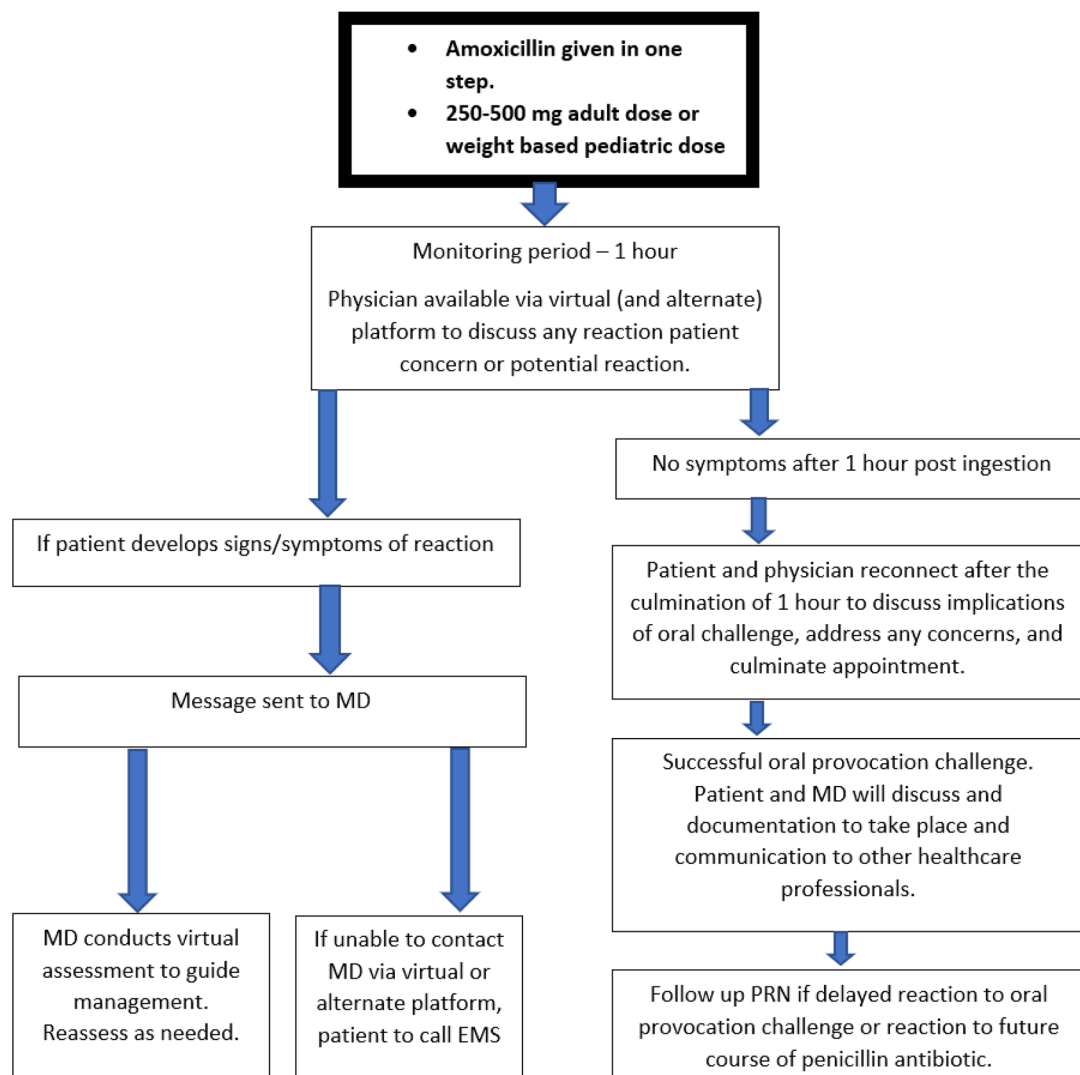 • Amoxicillin given in one
step.
• 250-500 mg adult dose or
weight based pediatric dose
Monitoring period – 1 hour
Physician available via virtual (and alternate)
platform to discuss any reaction patient
concern or potential reaction.
If patient develops signs/symptoms of reaction
Message sent to MD
MD conducts virtual
assessment to guide
management.
Reassess as needed.
If unable to contact
MD via virtual or
alternate platform,
patient to call EMS
No symptoms after 1 hour post ingestion
Patient and physician reconnect after the
culmination of 1 hour to discuss implications
of oral challenge, address any concerns, and
culminate appointment.
Successful oral provocation challenge.
Patient and MD will discuss and
documentation to take place and
communication to other healthcare
professionals.
Follow up PRN if delayed reaction to oral
provocation challenge or reaction to future
course of penicillin antibiotic.